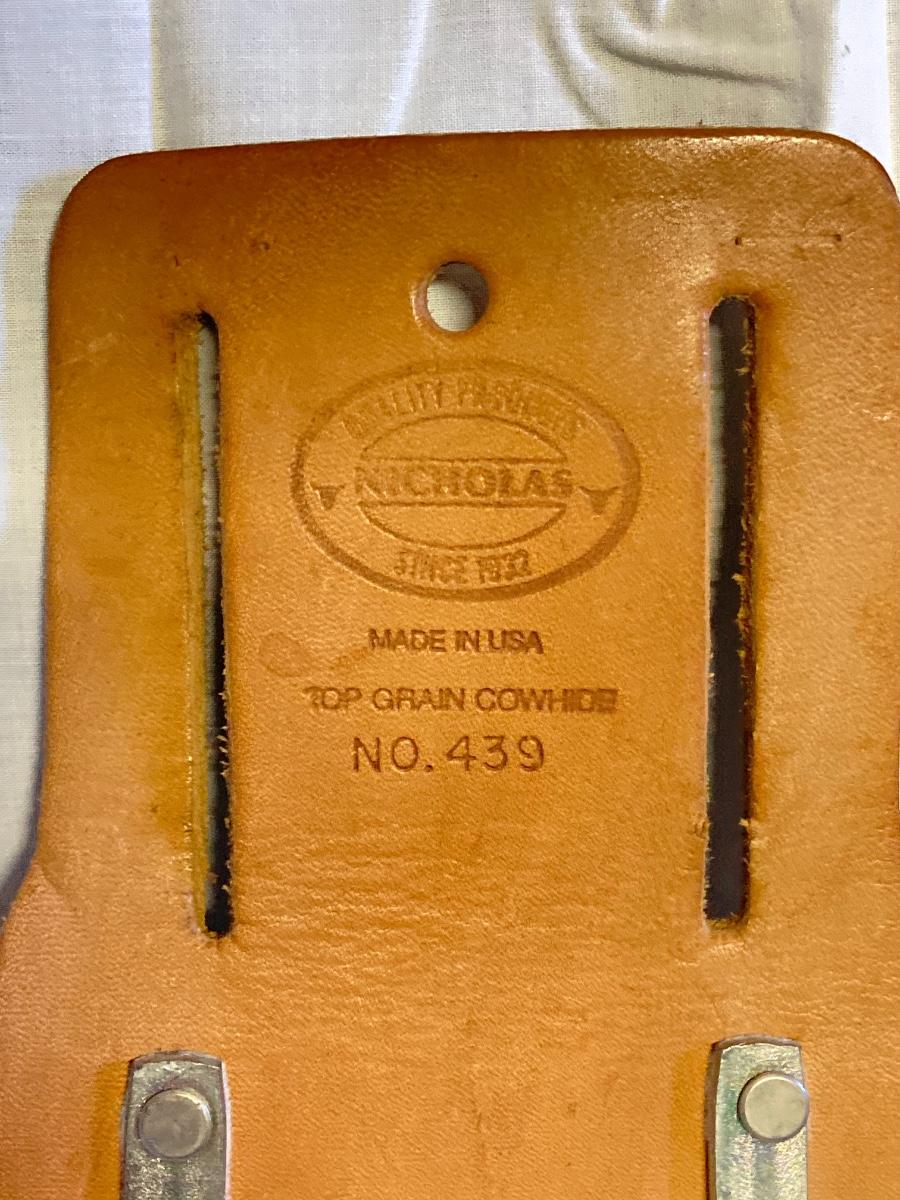 QUALITY PRODUCTS
NICHOLAS
SINCE 1932
MADE IN USA
TOP GRAIN COWHIDE
NO. 439